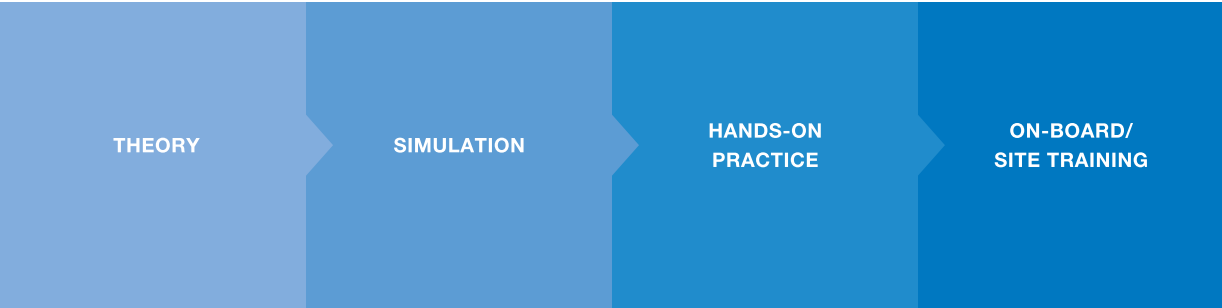 THEORY
SIMULATION
HANDS-ON
PRACTICE
ON-BOARD/
SITE TRAINING